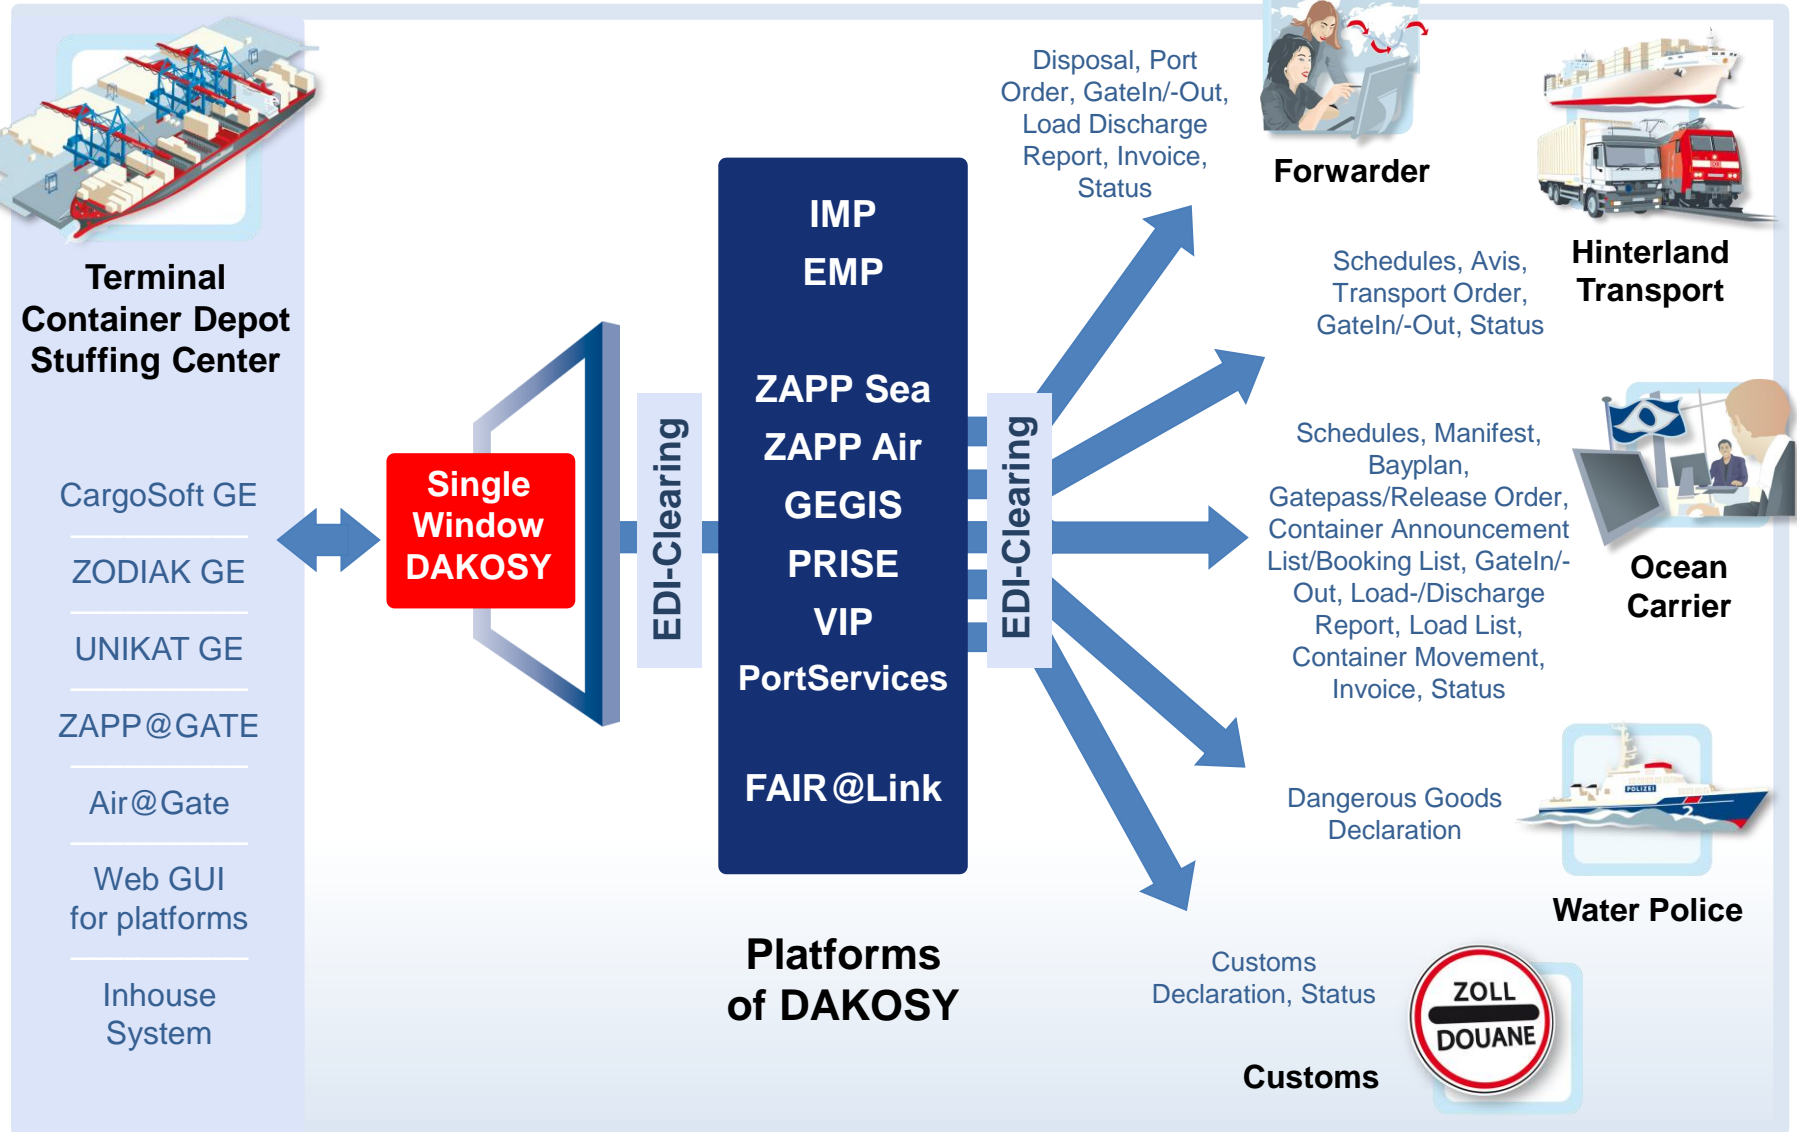 Terminal
Container Depot
Stuffing Center
CargoSoft GE
ZODIAK GE
UNIKAT GE
ZAPP@GATE
Air@Gate
Web GUI
for platforms
Inhouse
System
Single
Window
DAKOSY
EDI-Clearing
IMP
EMP
ZAPP Sea
ZAPP Air
GEGIS
PRISE
VIP
PortServices
FAIR@Link
Platforms
of DAKOSY
EDI-Clearing
Disposal, Port
Order, GateIn/-Out,
Load Discharge
Report, Invoice,
Status
Forwarder
Schedules, Avis,
Transport Order,
GateIn/-Out, Status
Hinterland
Transport
Schedules, Manifest,
Bayplan,
Gatepass/Release Order,
Container Announcement
List/Booking List, GateIn/-
Out, Load-/Discharge
Report, Load List,
Container Movement,
Invoice, Status
Ocean
Carrier
Dangerous Goods
Declaration
POLIZEI
2
Water Police
Customs
Declaration, Status
ZOLL
DOUANE
Customs